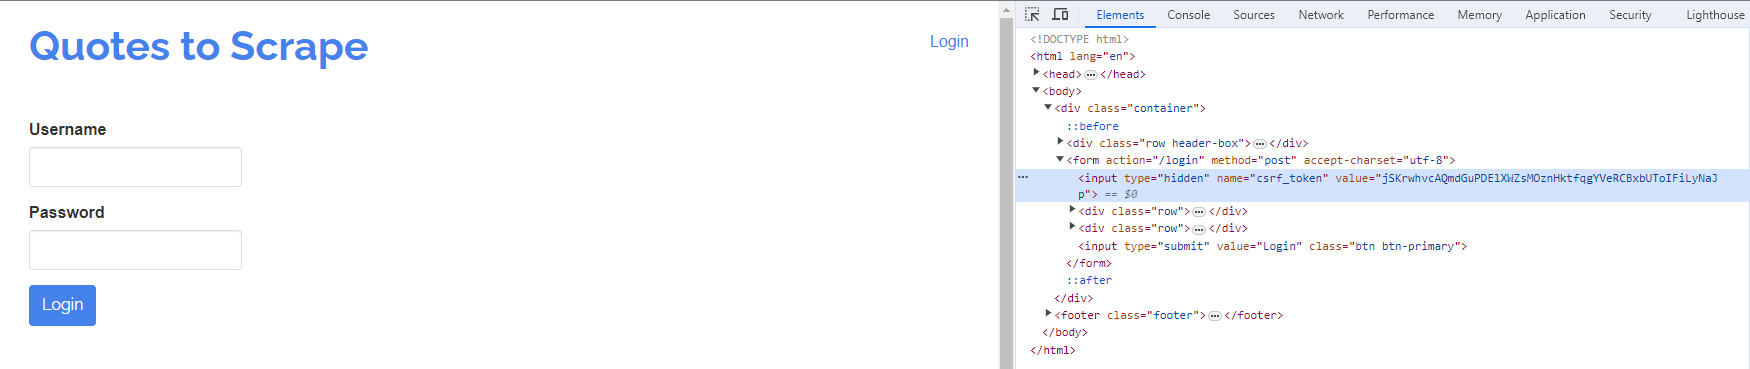 Quotes to Scrape
Login
Username
Password
Login
Elements Console Sources Network Performance Memory Application Security Lighthouse
<!DOCTYPE html>
<html lang="en">
<head> ••• </head>
<body>
<div class="container">
::before
<div class="row header-box"> ••• </div>
<form action="/login" method="post" accept-charset="utf-8">
••• <input type="hidden" name="csrf_token" value="jSKrwhvcAQmdGuPDElXWZsMOznHktfqgYVeRCBxbUToIFiLyNaJ
p"> == $0
<div class="row"> ••• </div>
<div class="row"> ••• </div>
<input type="submit" value="Login" class="btn btn-primary">
</form>
::after
</div>
<footer class="footer"> ••• </footer>
</body>
</html>